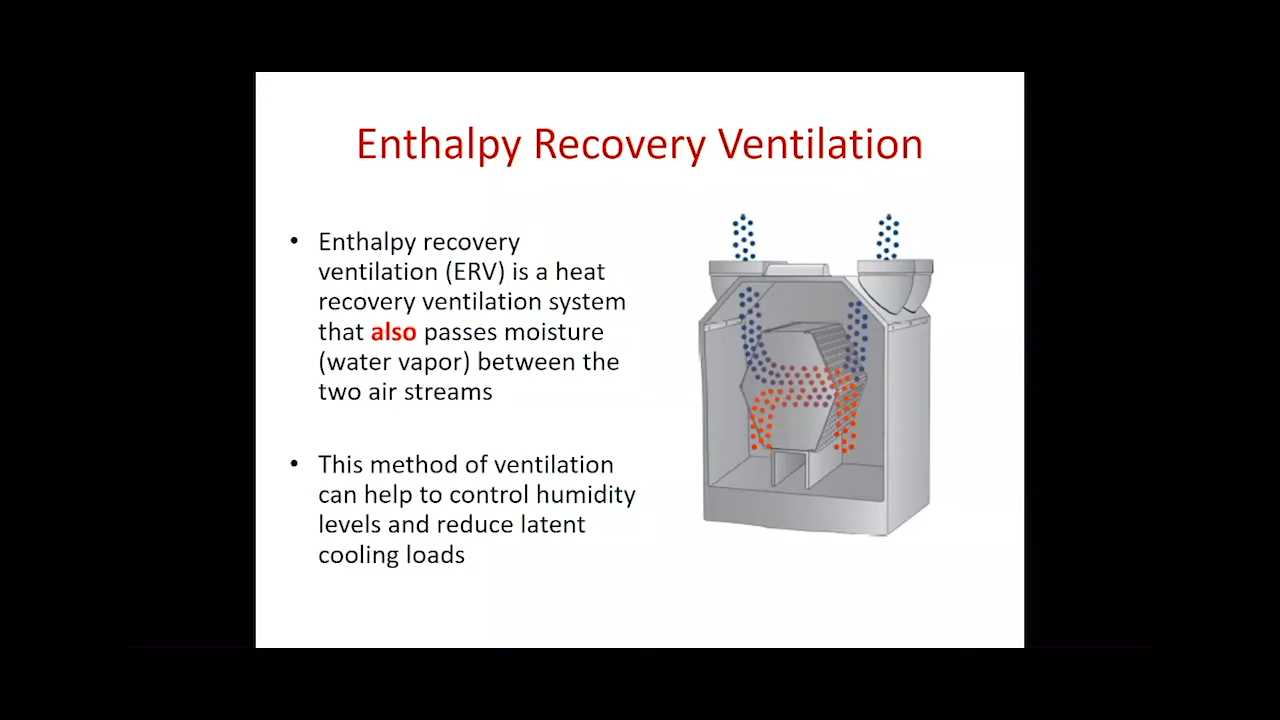 Enthalpy Recovery Ventilation
• Enthalpy recovery
ventilation (ERV) is a heat
recovery ventilation system
that also passes moisture
(water vapor) between the
two air streams
• This method of ventilation
can help to control humidity
levels and reduce latent
cooling loads